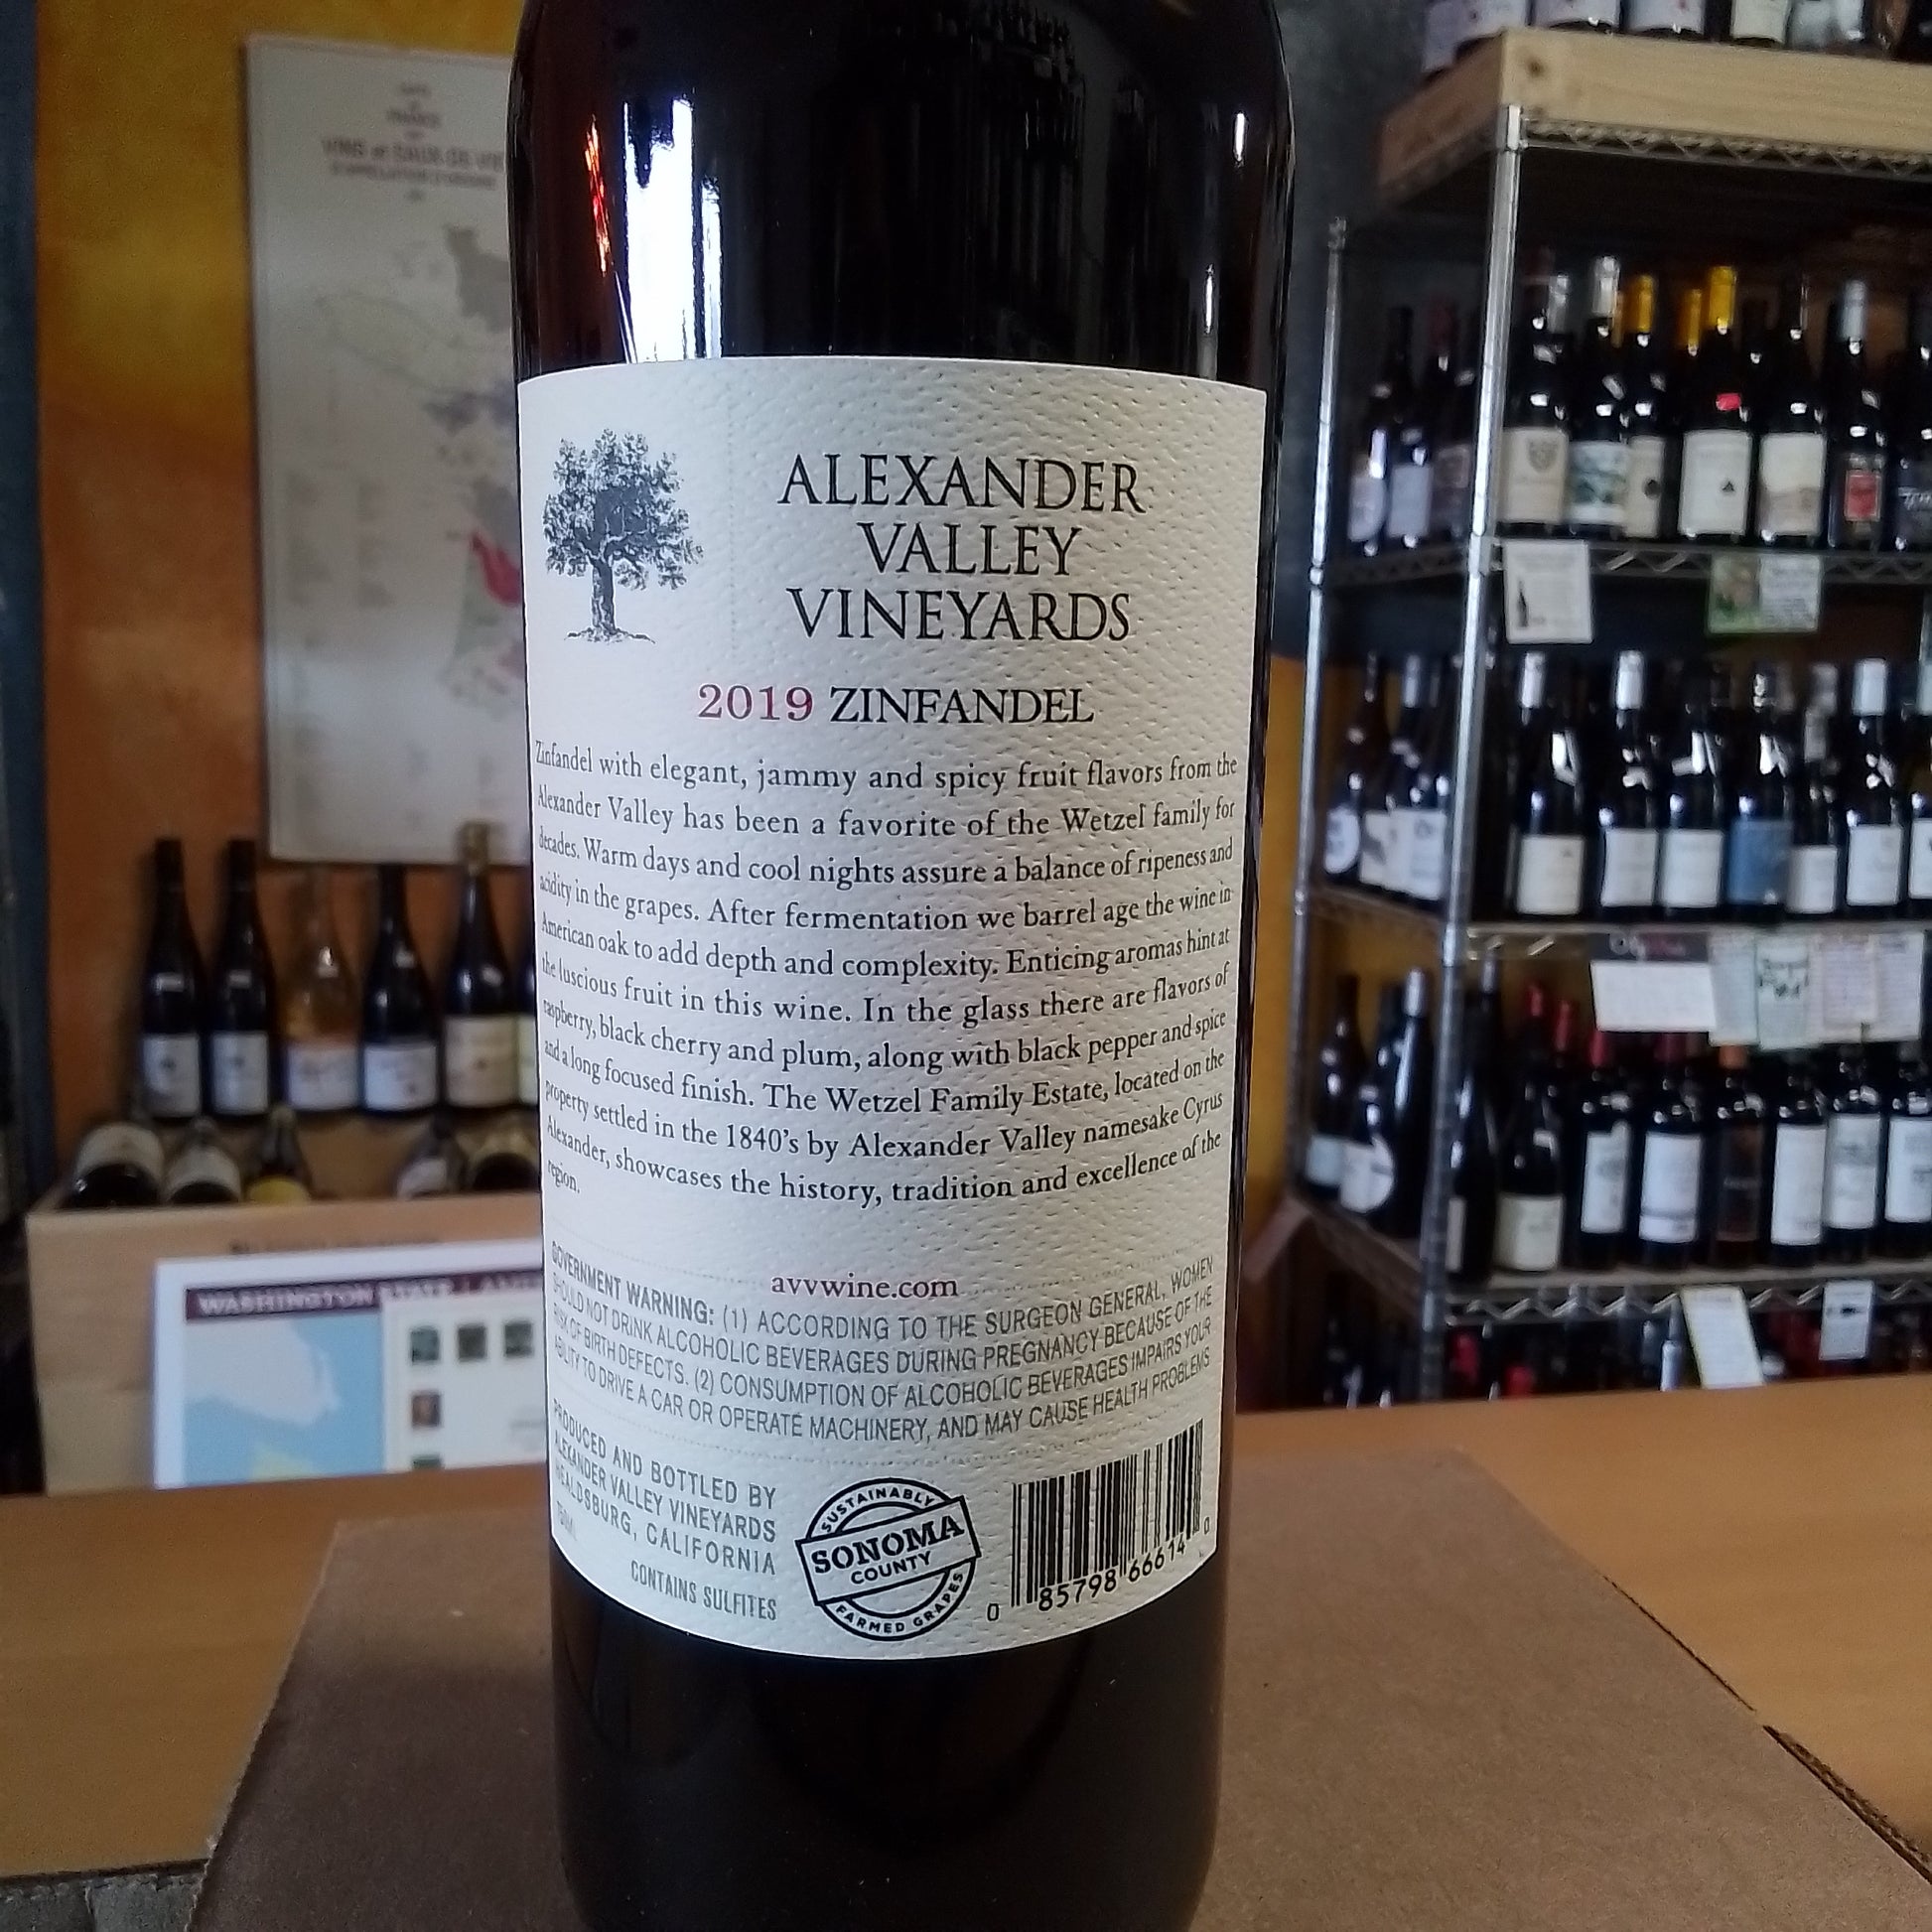 FRANCE
VINS et EAUX-DE-VIE
ALEXANDER
VALLEY
VINEYARDS
2019 ZINFANDEL
Zinfandel with elegant, jammy and spicy fruit flavors from the
Alexander Valley has been a favorite of the Wetzel family for
decades. Warm days and cool nights assure a balance of ripeness and
acidity in the grapes. After fermentation we barrel age the wine in
American oak to add depth and complexity. Enticing aromas hint at
the luscious fruit in this wine. In the glass there are flavors of
raspberry, black cherry and plum, along with black pepper and spice
and a long focused finish. The Wetzel Family Estate, located on the
property settled in the 1840's by Alexander Valley namesake Cyrus
Alexander, showcases the history, tradition and excellence of the
region.
avvwine.com
GOVERNMENT WARNING: (1) ACCORDING TO THE SURGEON GENERAL, WOMEN
SHOULD NOT DRINK ALCOHOLIC BEVERAGES DURING PREGNANCY BECAUSE OF THE
RISK OF BIRTH DEFECTS. (2) CONSUMPTION OF ALCOHOLIC BEVERAGES IMPAIRS YOUR
ABILITY TO DRIVE A CAR OR OPERATE MACHINERY, AND MAY CAUSE HEALTH PROBLEMS
PRODUCED AND BOTTLED BY
ALEXANDER VALLEY VINEYARDS
HEALDSBURG, CALIFORNIA
750ML
CONTAINS SULFITES
SUSTAINABLY
SONOMA
COUNTY
FARMED GRAPES
0 85798 66614 0
WASHINGTON STATE